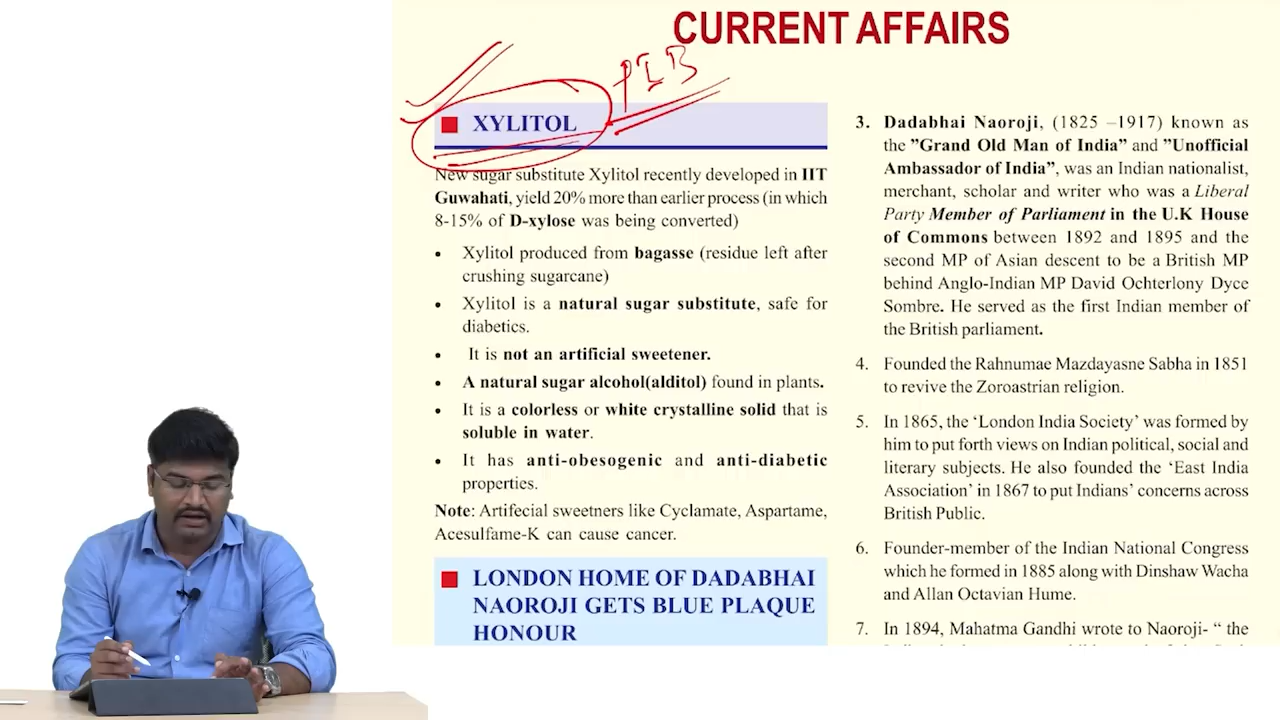 CURRENT AFFAIRS
PIB
XYLITOL
New sugar substitute Xylitol recently developed in IIT
Guwahati, yield 20% more than earlier process (in which
8-15% of D-xylose was being converted)
• Xylitol produced from bagasse (residue left after
crushing sugarcane)
• Xylitol is a natural sugar substitute, safe for
diabetics.
• It is not an artificial sweetener.
• A natural sugar alcohol(alditol) found in plants.
• It is a colorless or white crystalline solid that is
soluble in water.
• It has anti-obesogenic and anti-diabetic
properties.
Note: Artifecial sweetners like Cyclamate, Aspartame,
Acesulfame-K can cause cancer.
LONDON HOME OF DADABHAI
NAOROJI GETS BLUE PLAQUE
HONOUR
3. Dadabhai Naoroji, (1825 –1917) known as
the ”Grand Old Man of India” and ”Unofficial
Ambassador of India”, was an Indian nationalist,
merchant, scholar and writer who was a Liberal
Party Member of Parliament in the U.K House
of Commons between 1892 and 1895 and the
second MP of Asian descent to be a British MP
behind Anglo-Indian MP David Ochterlony Dyce
Sombre. He served as the first Indian member of
the British parliament.
4. Founded the Rahnumae Mazdayasne Sabha in 1851
to revive the Zoroastrian religion.
5. In 1865, the ‘London India Society’ was formed by
him to put forth views on Indian political, social and
literary subjects. He also founded the ‘East India
Association’ in 1867 to put Indians’ concerns across
British Public.
6. Founder-member of the Indian National Congress
which he formed in 1885 along with Dinshaw Wacha
and Allan Octavian Hume.
7. In 1894, Mahatma Gandhi wrote to Naoroji- “ the